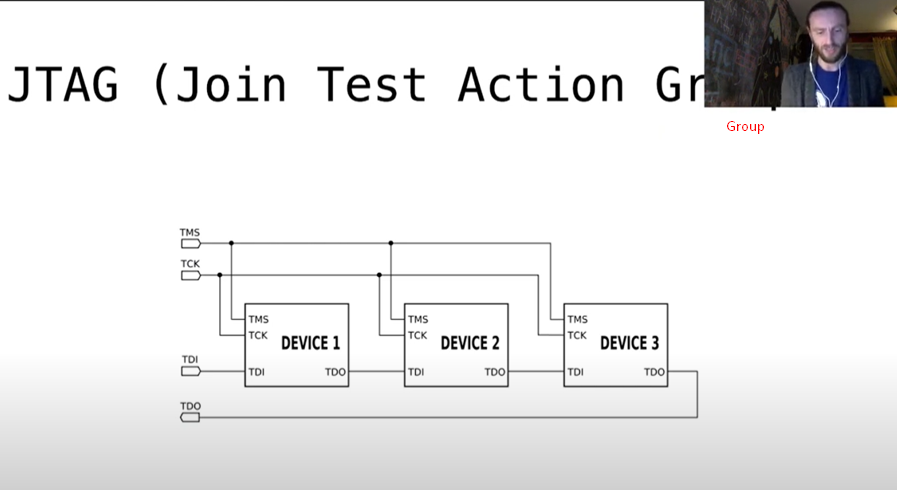 JTAG (Join Test Action Gr
Group
TMS
TCK
TMS
TCK
DEVICE 1
TDI
TDO
TMS
TCK
DEVICE 2
TDI
TDO
TMS
TCK
DEVICE 3
TDI
TDO
TDI
TDO